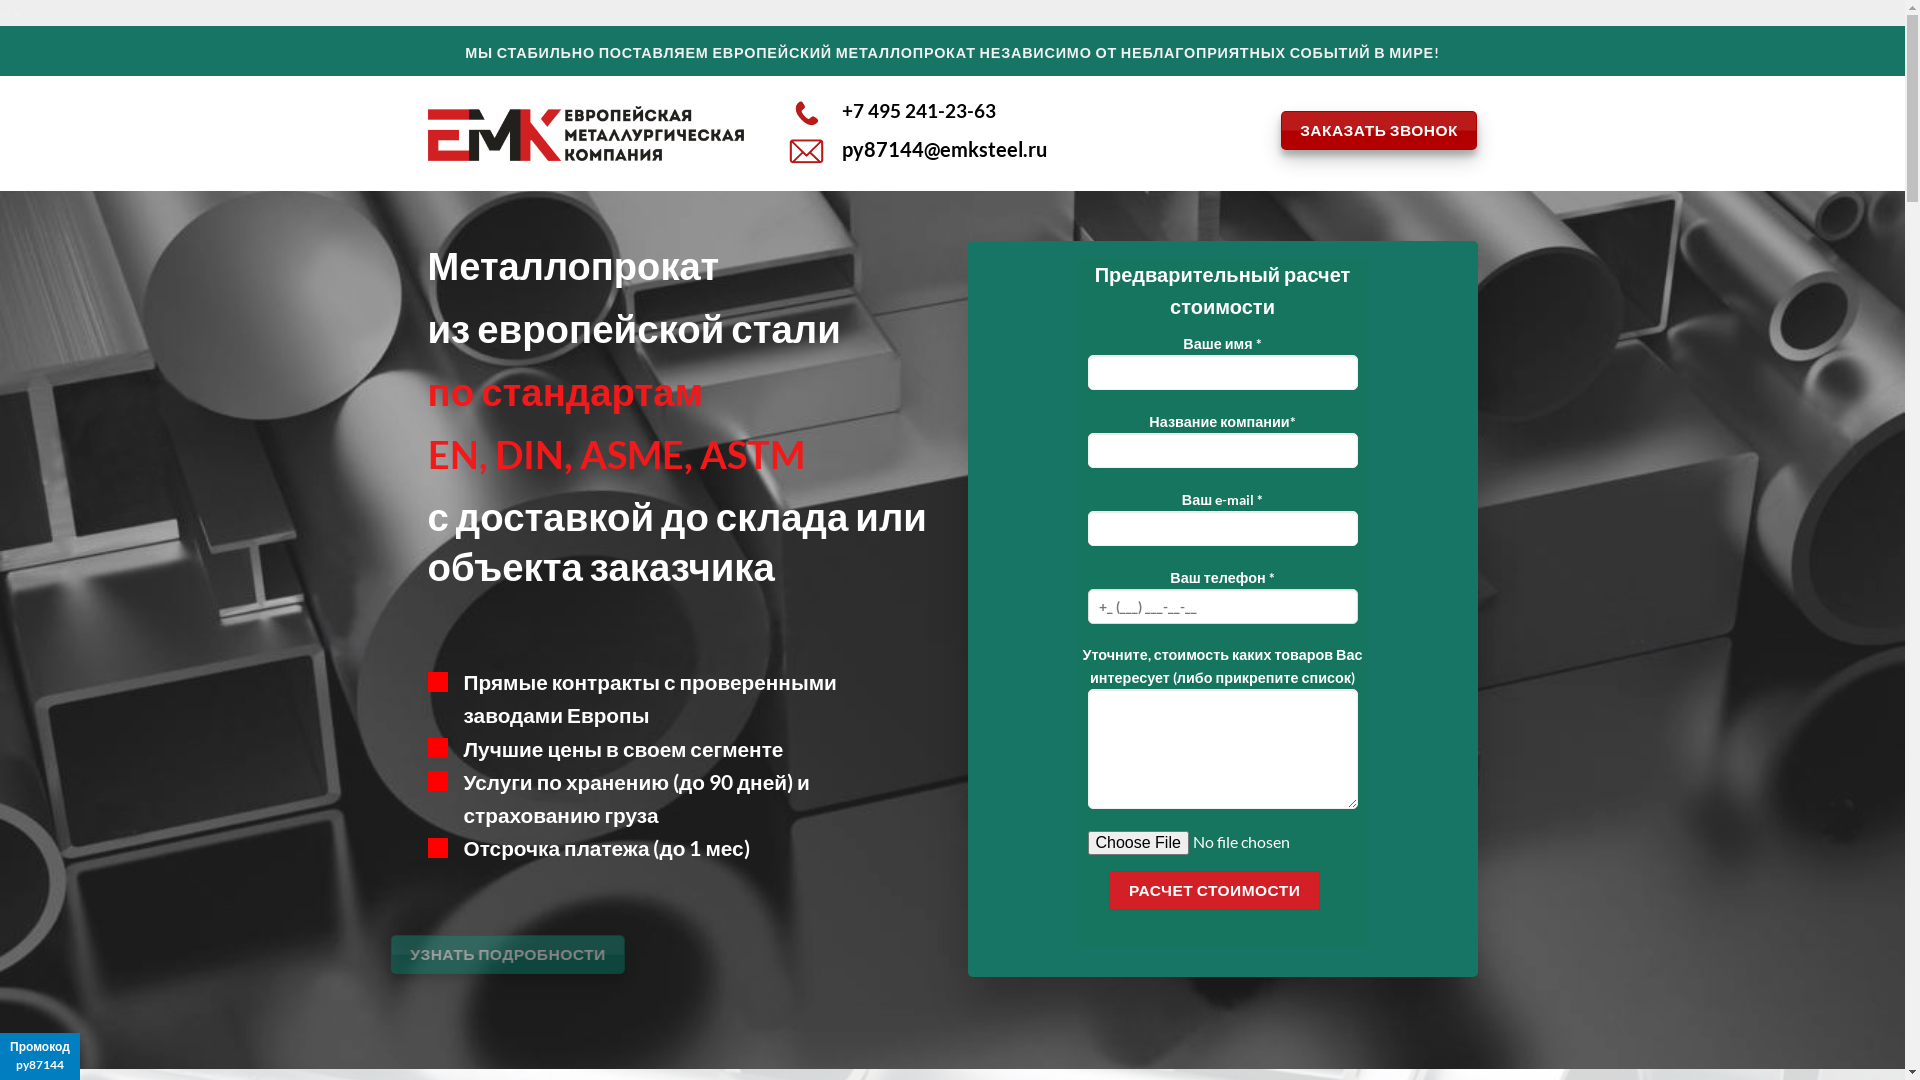 МЫ СТАБИЛЬНО ПОСТАВЛЯЕМ ЕВРОПЕЙСКИЙ МЕТАЛЛОПРОКАТ НЕЗАВИСИМО ОТ НЕБЛАГОПРИЯТНЫХ СОБЫТИЙ В МИРЕ!
ЕМК ЕВРОПЕЙСКАЯ
МЕТАЛЛУРГИЧЕСКАЯ
КОМПАНИЯ
+7 495 241-23-63
py87144@emksteel.ru
ЗАКАЗАТЬ ЗВОНОК
Металлопрокат
из европейской стали
по стандартам
EN, DIN, ASME, ASTM
с доставкой до склада или
объекта заказчика
Прямые контракты с проверенными
заводами Европы
Лучшие цены в своем сегменте
Услуги по хранению (до 90 дней) и
страхованию груза
Отсрочка платежа (до 1 мес)
УЗНАТЬ ПОДРОБНОСТИ
Предварительный расчет
стоимости
Ваше имя *
Название компании*
Ваш e-mail *
Ваш телефон *
+_ (___) ___-__-__
Уточните, стоимость каких товаров Вас
интересует (либо прикрепите список)
Choose File No file chosen
РАСЧЕТ СТОИМОСТИ
Промокод
py87144